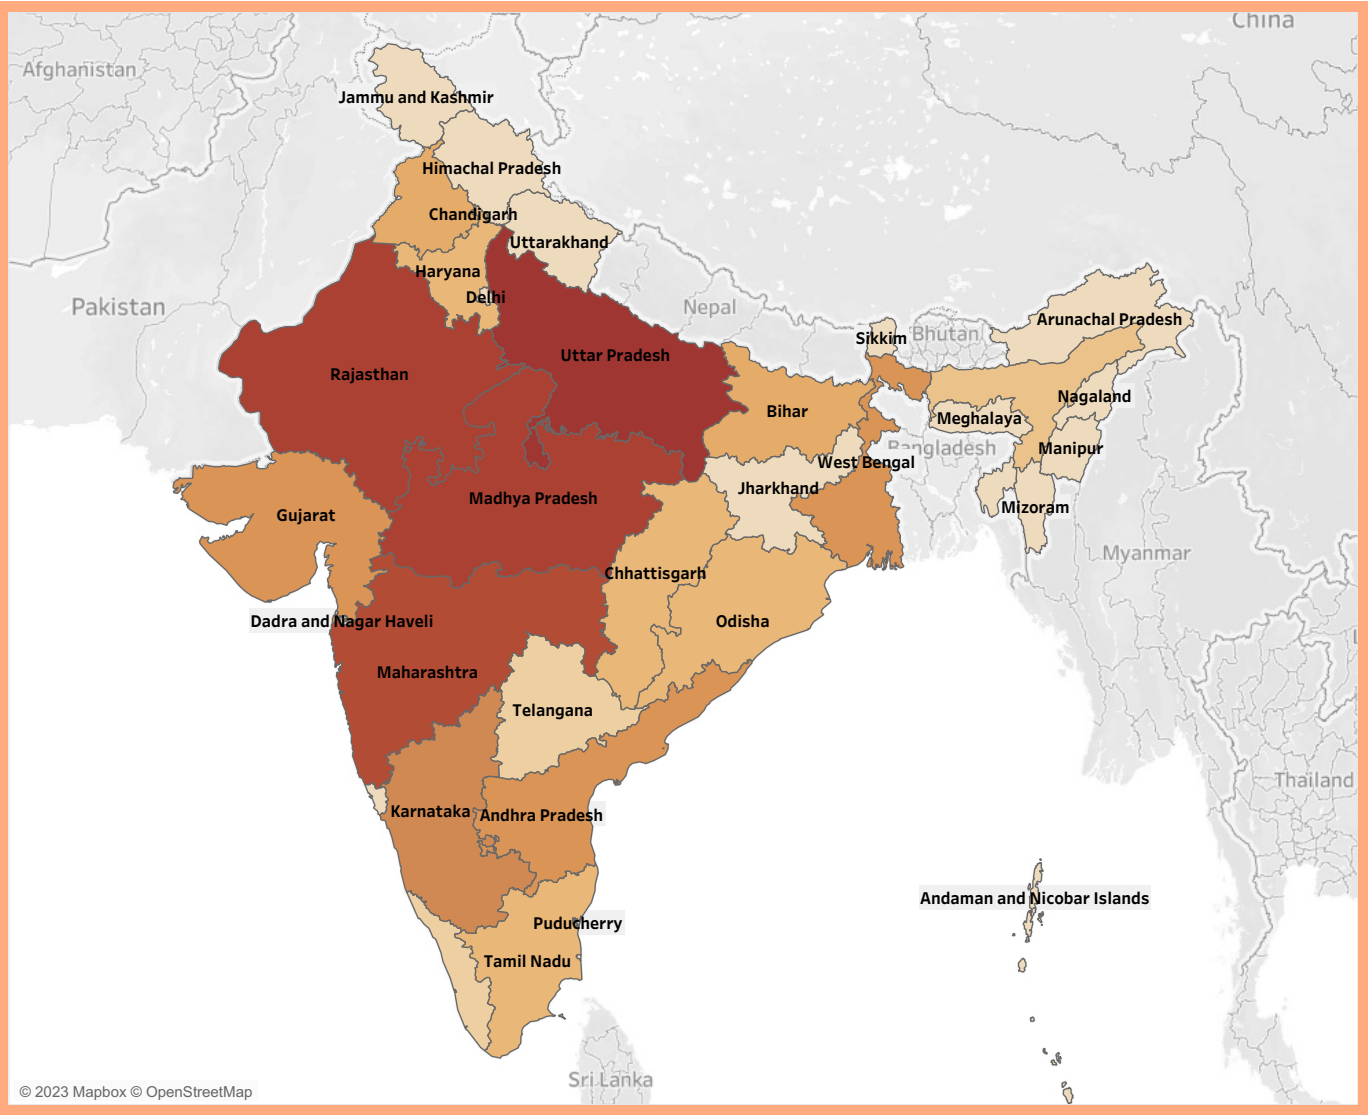 China
Afghanistan
Jammu and Kashmir
Himachal Pradesh
Chandigarh
Uttarakhand
Haryana
Delhi
Pakistan
Nepal
Arunachal Pradesh
Sikkim
Bhutan
Uttar Pradesh
Rajasthan
Nagaland
Bihar
Meghalaya
Manipur
Bangladesh
West Bengal
Jharkhand
Madhya Pradesh
Mizoram
Gujarat
Myanmar
Chhattisgarh
Dadra and Nagar Haveli
Odisha
Maharashtra
Telangana
Thailand
Karnataka
Andhra Pradesh
Andaman and Nicobar Islands
Puducherry
Tamil Nadu
Sri Lanka
© 2023 Mapbox © OpenStreetMap